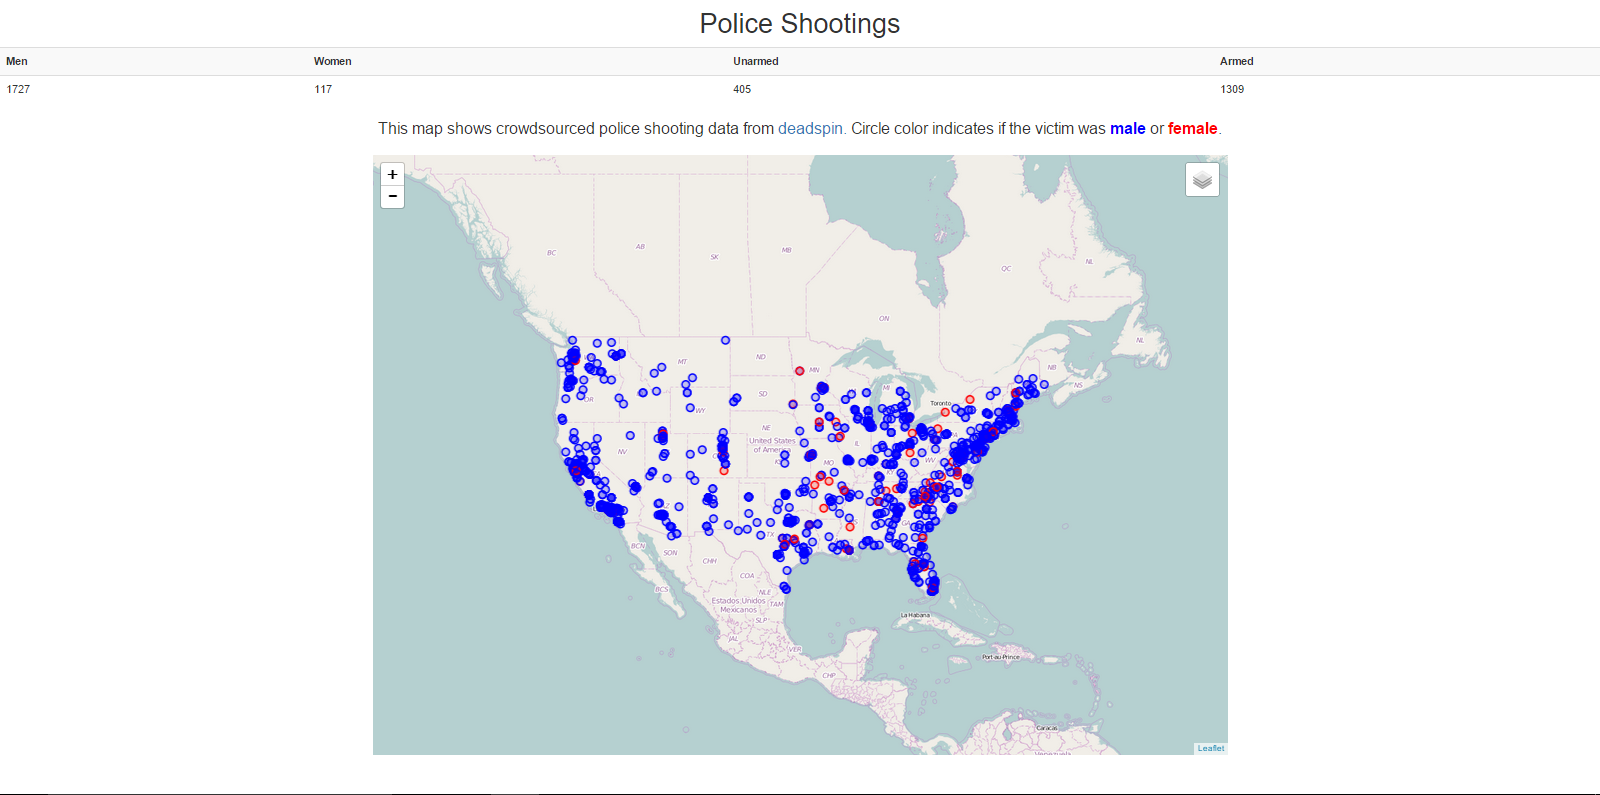 Police Shootings
Men Women Unarmed Armed
1727 117 405 1309
This map shows crowdsourced police shooting data from deadspin. Circle color indicates if the victim was male or female.
+
−
BC
AB
SK
MB
QC
NL
ON
NL
NB
NS
MT
ND
MN
OR
WY
SD
MI
Toronto
NE
NV
United States
of America
IL
MO
WV
KY
TX
GA
BCN
SON
CHH
COA
BCS
NLE
Estados Unidos
Mexicanos
TAM
SLP
JAL
VER
CHP
La Habana
Port-au-Prince
Caracas
Venezuela
Leaflet